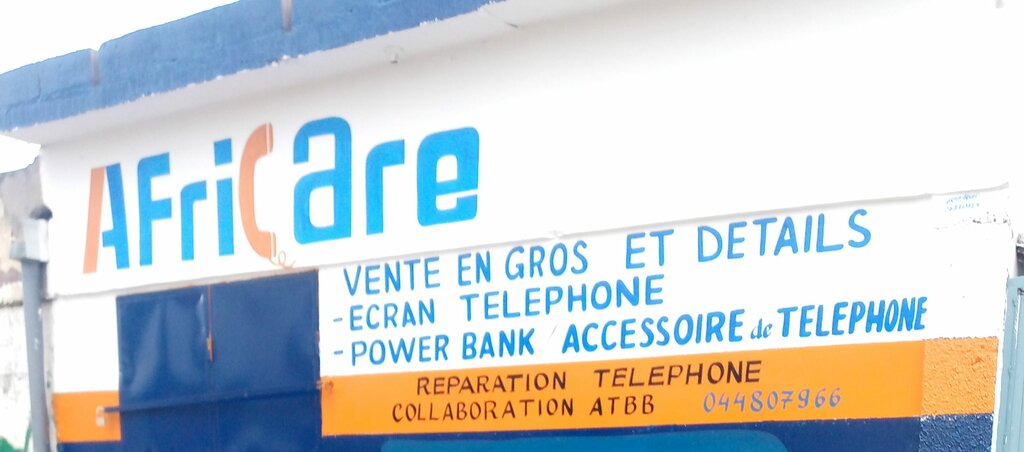 AfriCare
VENTE EN GROS ET DETAILS
-ECRAN TELEPHONE
-POWER BANK / ACCESSOIRE de TELEPHONE
REPARATION TELEPHONE
COLLABORATION ATBB 044807966